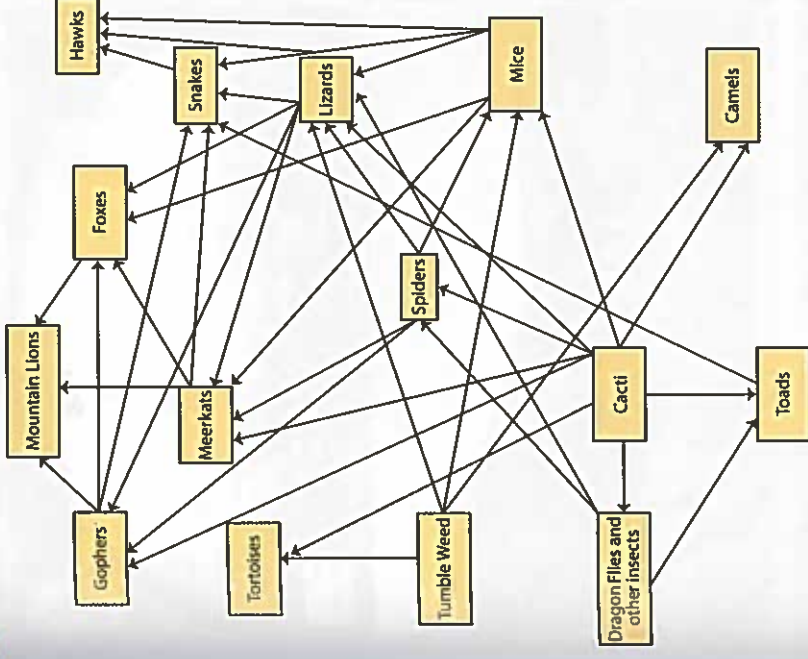 Mountain Lions
Gophers
Foxes
Hawks
Meerkats
Snakes
Tortoises
Lizards
Tumble Weed
Spiders
Mice
Dragon Flies and
other insects
Cacti
Camels
Toads